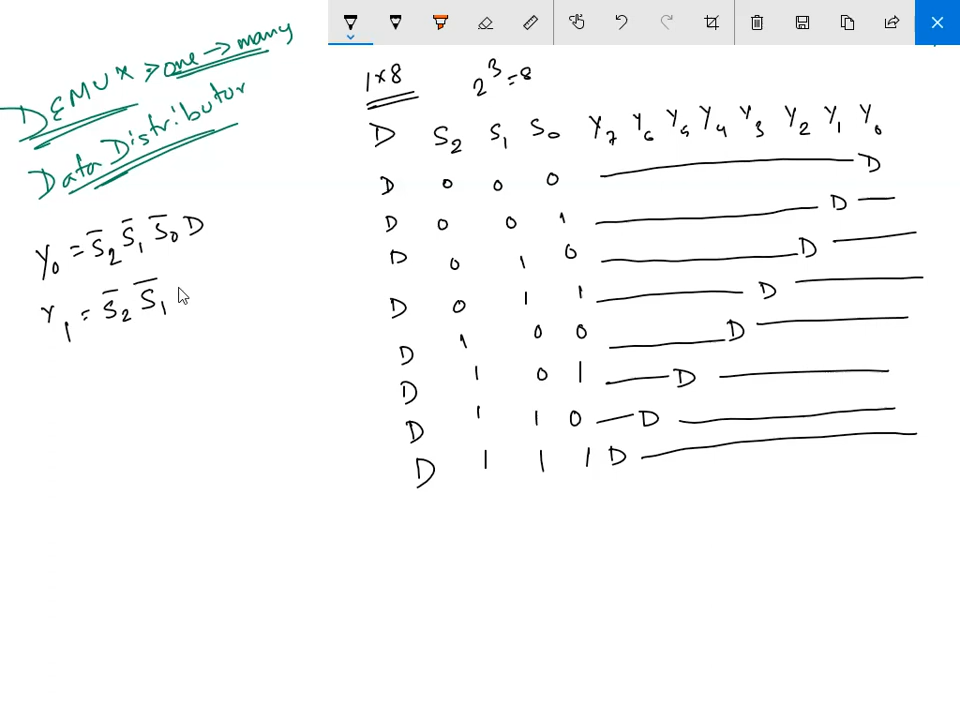 DEMUX => one -> many
Data Distributor
Y₀ = S̅₂ S̅₁ S̅₀ D
Y₁ = S̅₂ S̅₁
1×8 2³=8
D S₂ S₁ S₀ Y₇ Y₆ Y₅ Y₄ Y₃ Y₂ Y₁ Y₀
D 0 0 0 — D
D 0 0 1 — D —
D 0 1 0 — D —
D 0 1 1 — D —
D 1 0 0 — D —
D 1 0 1 — D —
D 1 1 0 — D —
D 1 1 1 D —